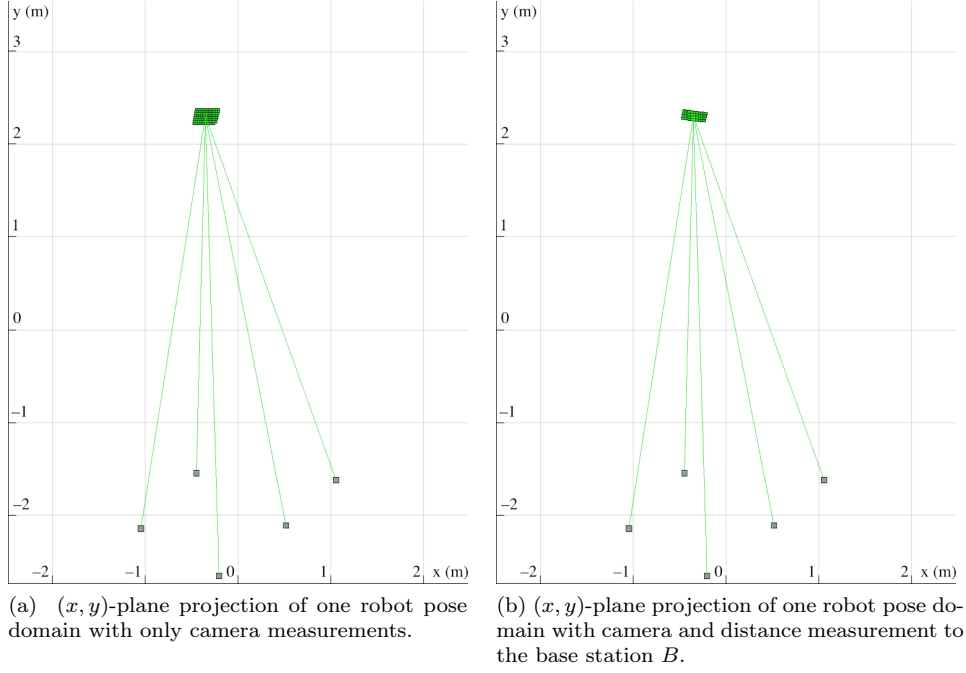 y (m)
3
2
1
0
−1
−2
−2 −1 0 1 2 x (m)
(a) (x, y)-plane projection of one robot pose
domain with only camera measurements.
y (m)
3
2
1
0
−1
−2
−2 −1 0 1 2 x (m)
(b) (x, y)-plane projection of one robot pose do-
main with camera and distance measurement to
the base station B.